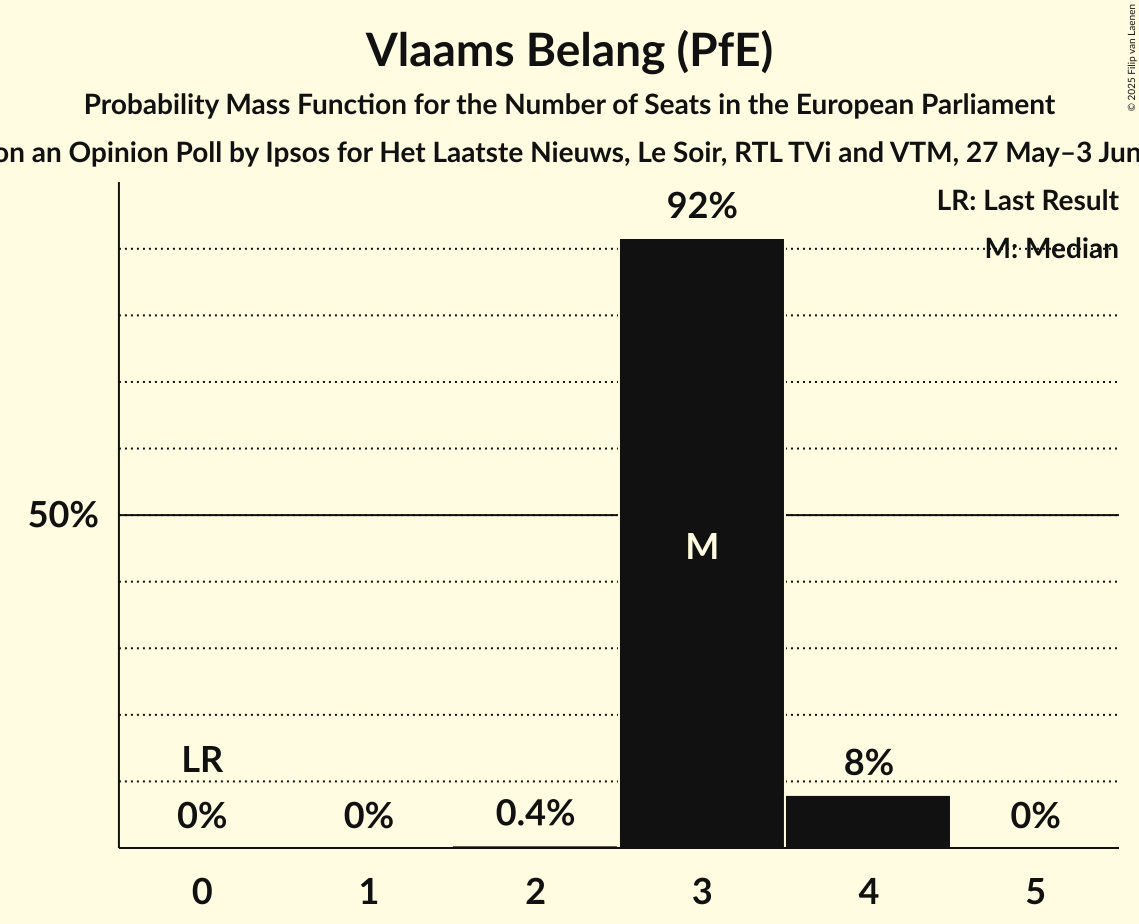 Vlaams Belang (PfE)
Probability Mass Function for the Number of Seats in the European Parliament
on an Opinion Poll by Ipsos for Het Laatste Nieuws, Le Soir, RTL TVi and VTM, 27 May–3 Jun
© 2025 Filip van Laenen
LR: Last Result
M: Median
92%
50%
M
LR
8%
0%
0%
0.4%
0%
0
1
2
3
4
5